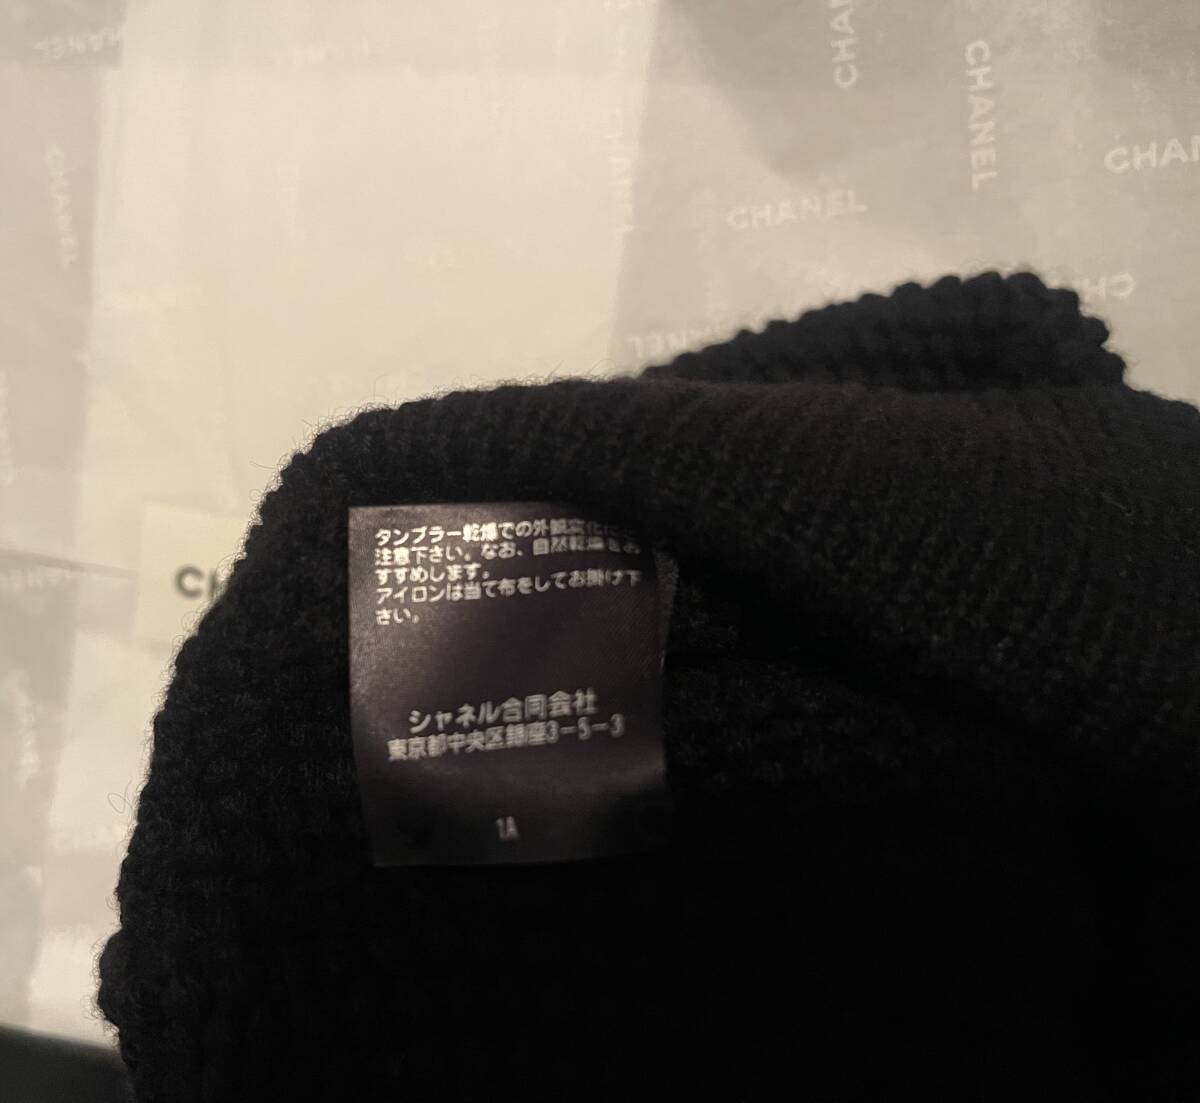 CHANEL
CHANEL
CHANEL
タンブラー乾燥での外観変化に
注意下さい。なお、自然乾燥をお
すすめします。
アイロンは当て布をしてお掛け下
さい。
シャネル合同会社
東京都中央区銀座3-5-3
1A